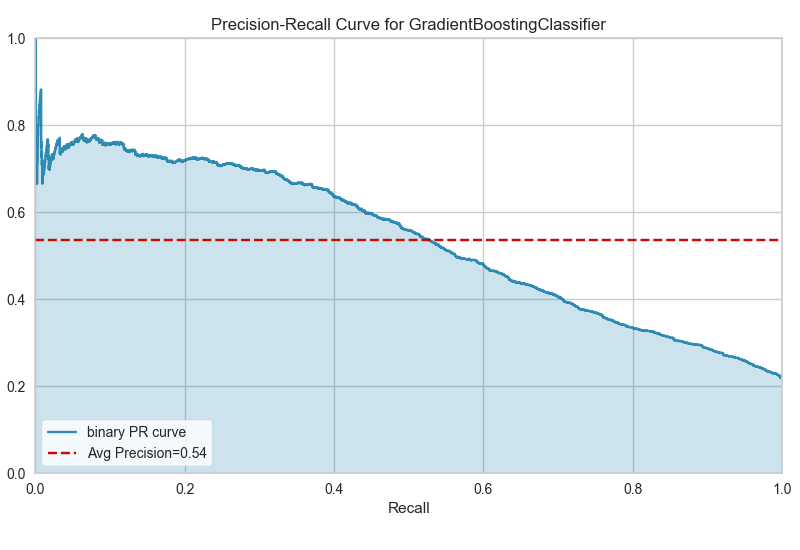 Precision-Recall Curve for GradientBoostingClassifier
1.0
0.8
0.6
0.4
0.2
0.0
binary PR curve
Avg Precision=0.54
0.0 0.2 0.4 0.6 0.8 1.0
Recall